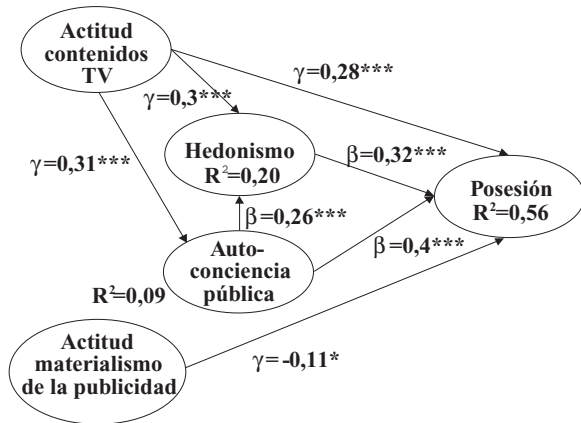 Actitud
contenidos
TV
γ=0,28***
γ=0,3***
Hedonismo
R²=0,20
γ=0,31***
β=0,32***
Posesión
R²=0,56
β=0,26***
Auto-
conciencia
pública
β=0,4***
R²=0,09
Actitud
materialismo
de la publicidad
γ=-0,11*